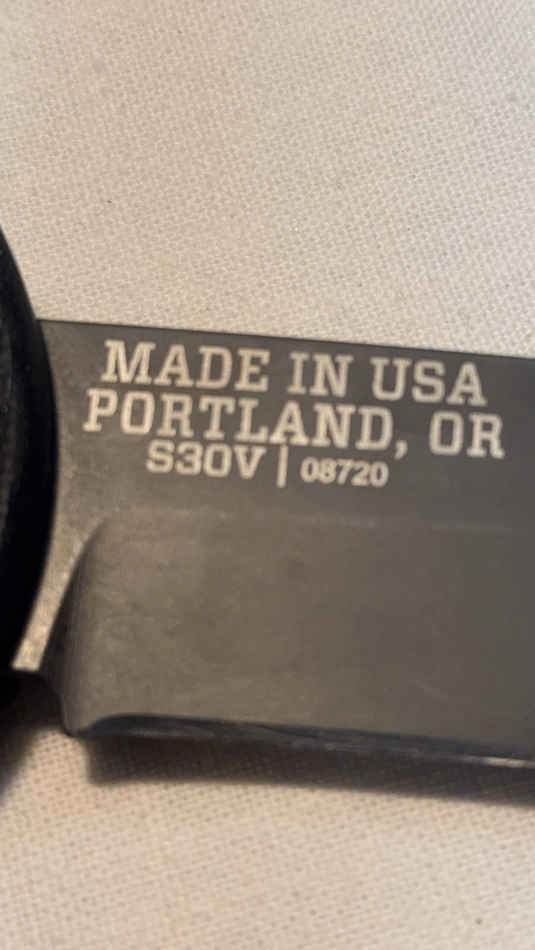 MADE IN USA
PORTLAND, OR
S30V | 08720